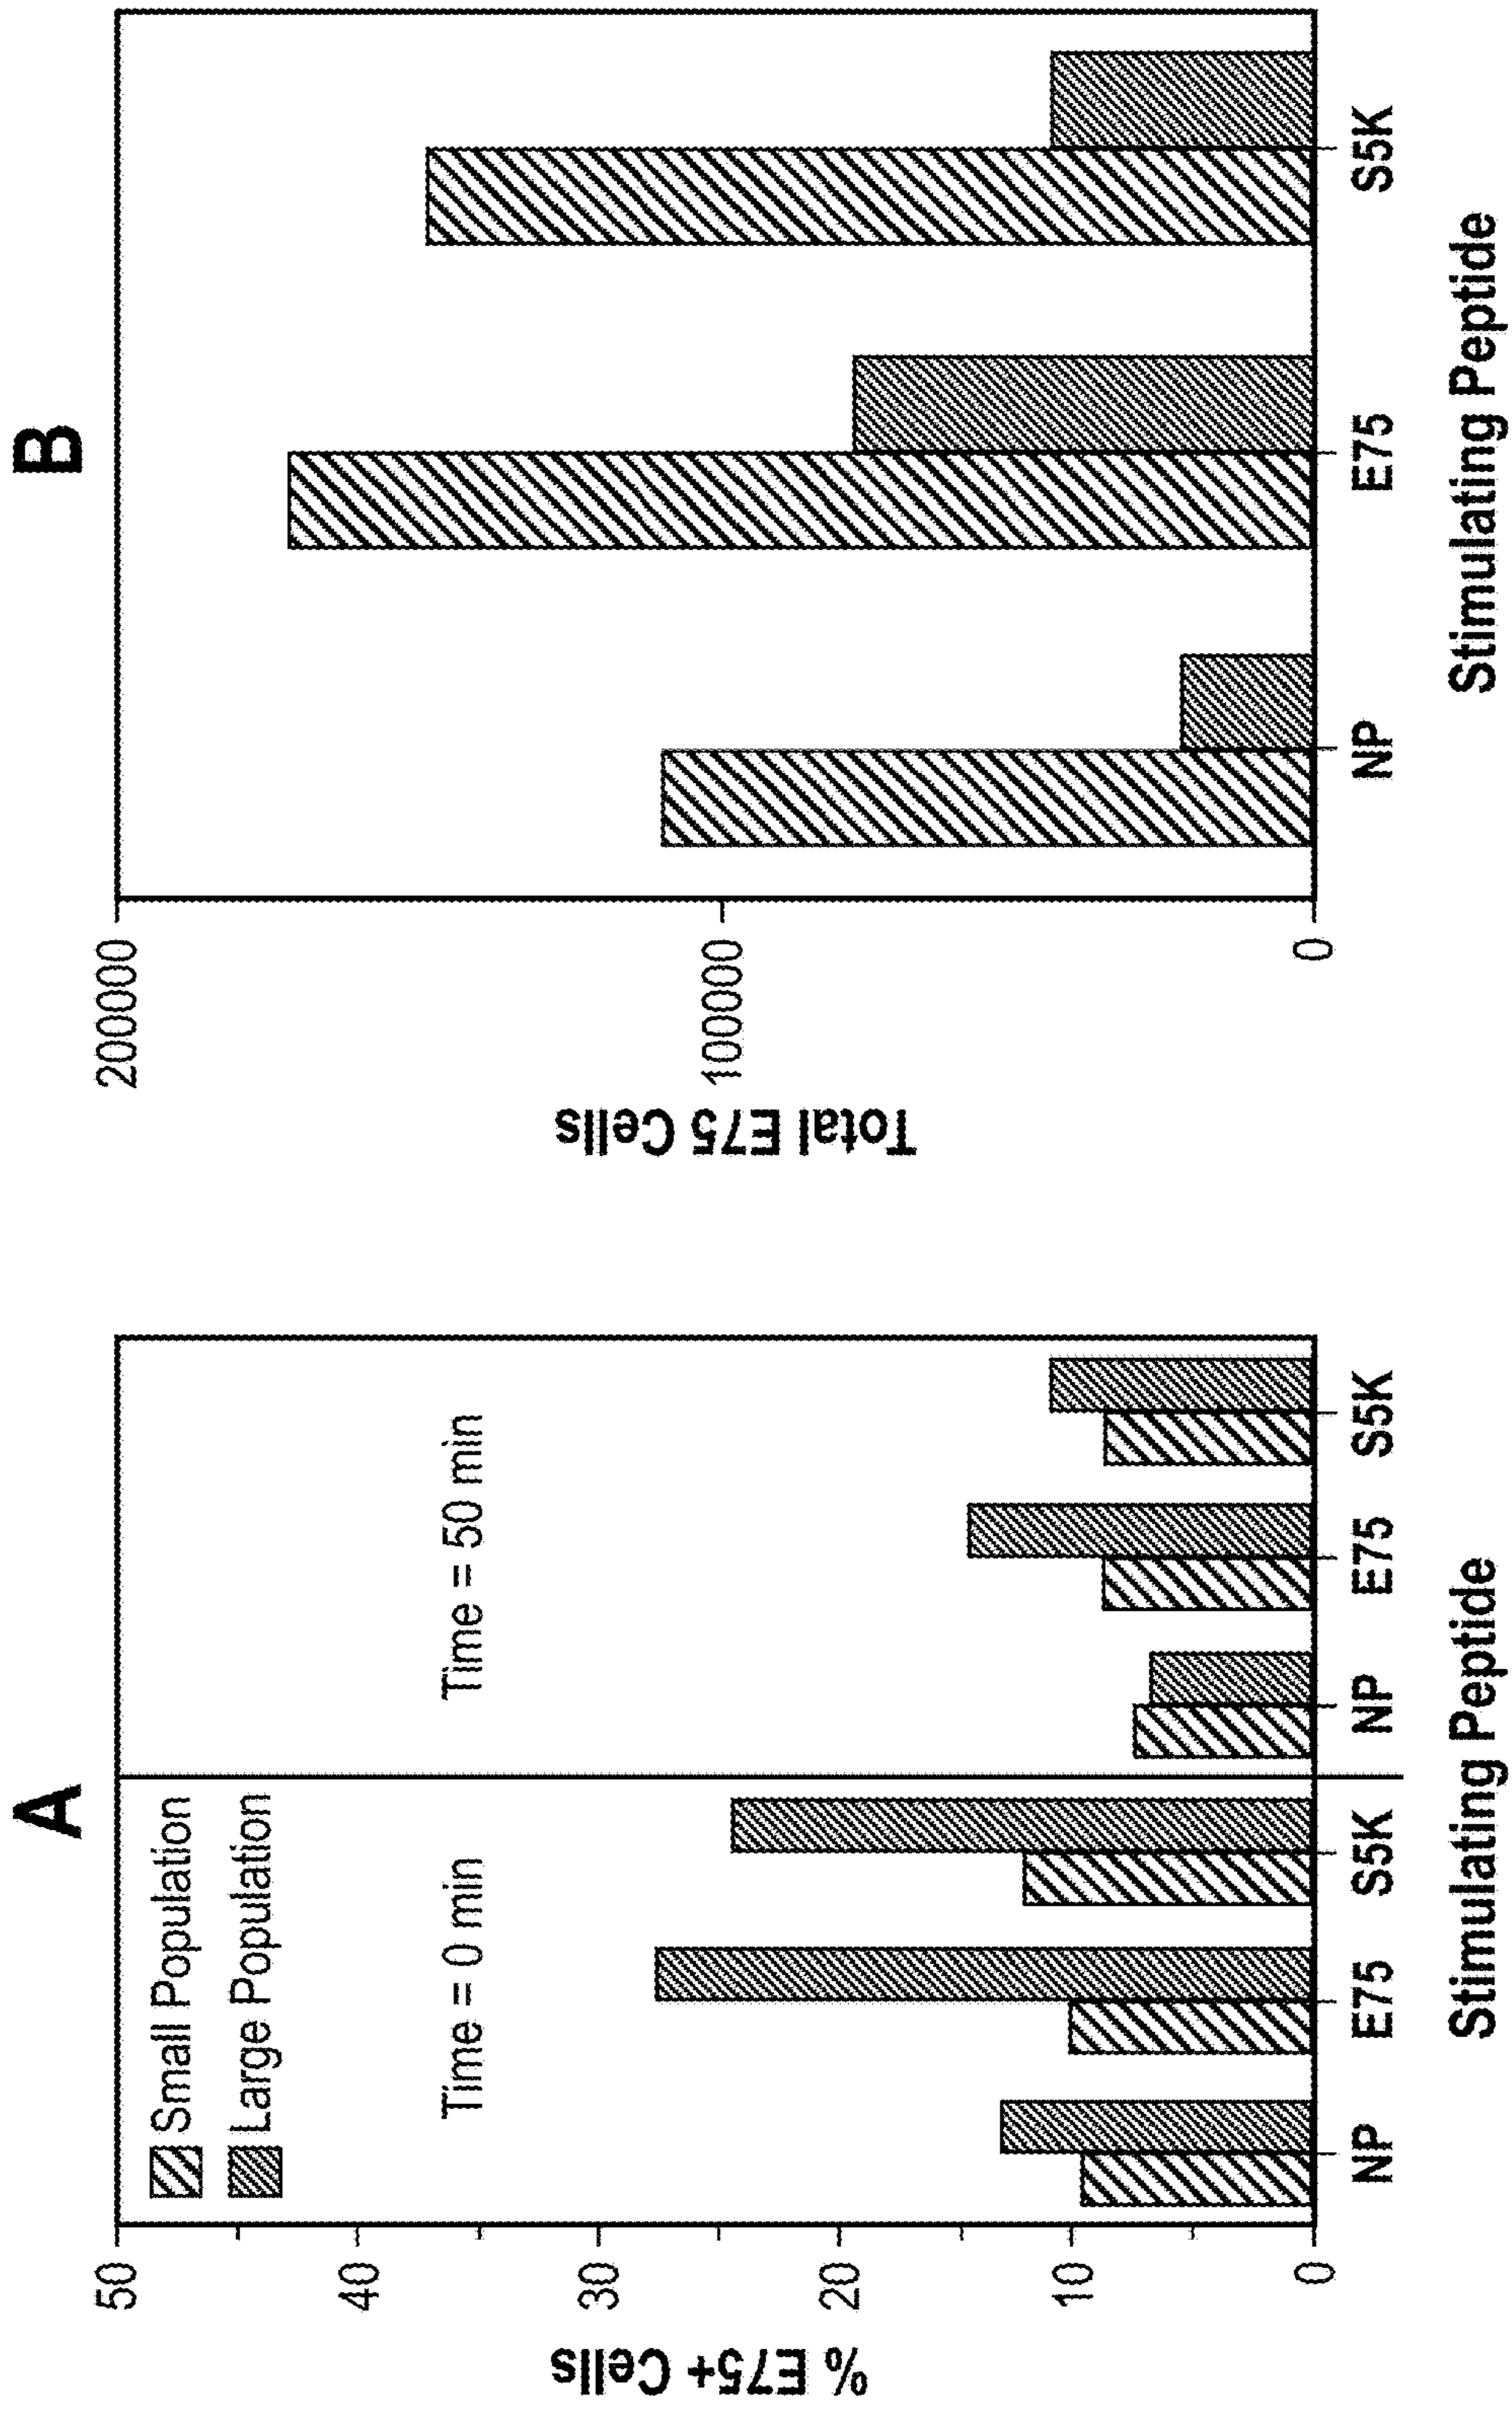 A
% E75+ Cells
50
40
30
20
10
0
Small Population
Large Population
Time = 0 min
Time = 50 min
NP
E75
S5K
NP
E75
S5K
Stimulating Peptide
B
Total E75 Cells
200000
100000
0
NP
E75
S5K
Stimulating Peptide